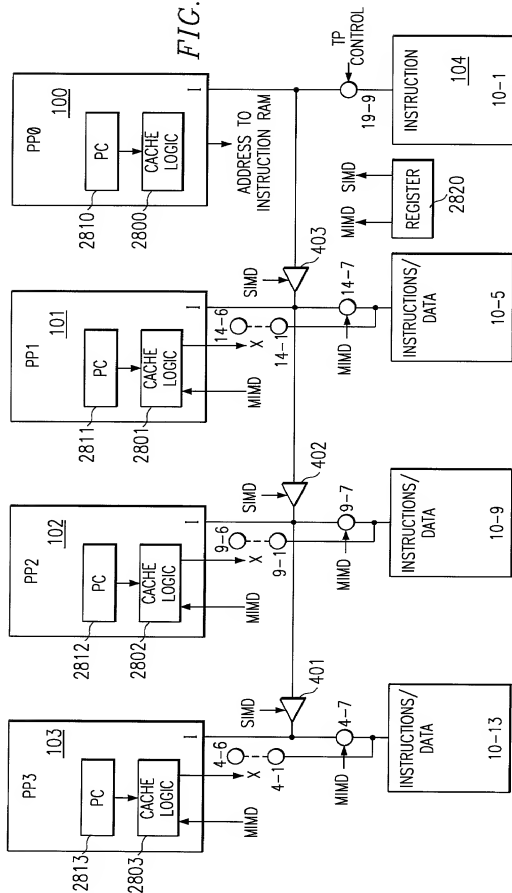 FIG.
PP3
103
2813
PC
2803
CACHE
LOGIC
I
MIMD
X
4-6
4-1
SIMD
401
MIMD
4-7
INSTRUCTIONS/
DATA
10-13
PP2
102
2812
PC
2802
CACHE
LOGIC
I
MIMD
X
9-6
9-1
SIMD
402
MIMD
9-7
INSTRUCTIONS/
DATA
10-9
PP1
101
2811
PC
2801
CACHE
LOGIC
I
MIMD
X
14-6
14-1
SIMD
403
MIMD
14-7
INSTRUCTIONS/
DATA
10-5
PP0
100
2810
PC
2800
CACHE
LOGIC
I
ADDRESS TO
INSTRUCTION RAM
TP
CONTROL
19-9
MIMD
SIMD
REGISTER
2820
INSTRUCTION
104
10-1